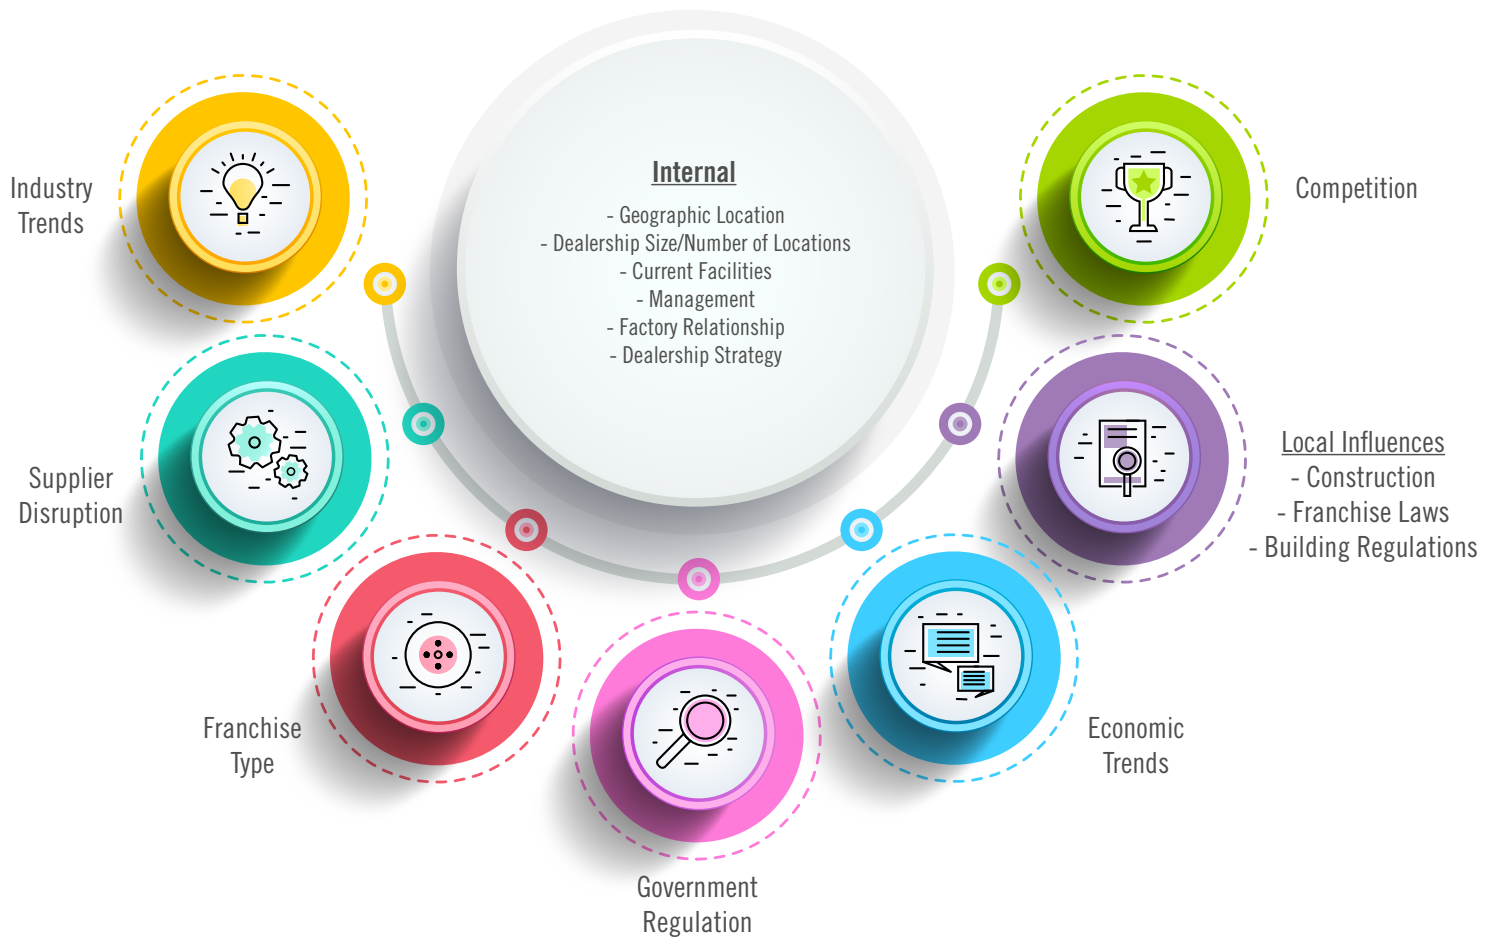 Internal
- Geographic Location
- Dealership Size/Number of Locations
- Current Facilities
- Management
- Factory Relationship
- Dealership Strategy
Industry
Trends
Supplier
Disruption
Franchise
Type
Government
Regulation
Economic
Trends
Local Influences
- Construction
- Franchise Laws
- Building Regulations
Competition